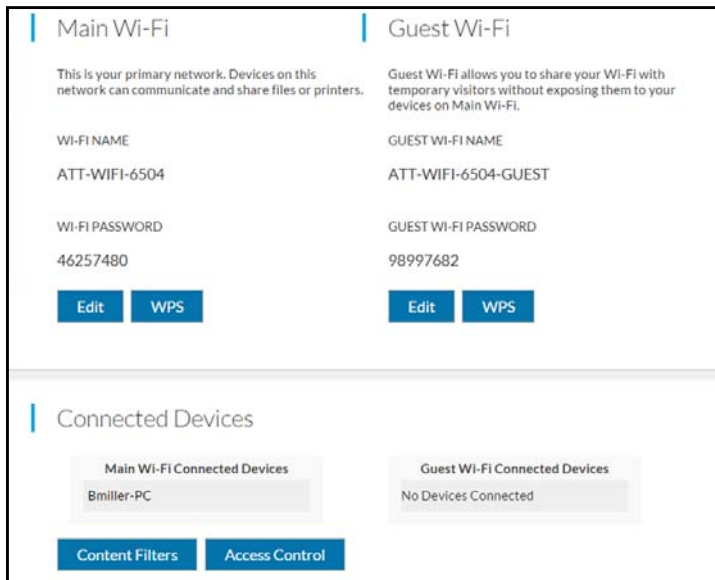 Main Wi-Fi
This is your primary network. Devices on this
network can communicate and share files or printers.
WI-FI NAME
ATT-WIFI-6504
WI-FI PASSWORD
46257480
Edit
WPS
Guest Wi-Fi
Guest Wi-Fi allows you to share your Wi-Fi with
temporary visitors without exposing them to your
devices on Main Wi-Fi.
GUEST WI-FI NAME
ATT-WIFI-6504-GUEST
GUEST WI-FI PASSWORD
98997682
Edit
WPS
Connected Devices
Main Wi-Fi Connected Devices
Bmiller-PC
Guest Wi-Fi Connected Devices
No Devices Connected
Content Filters
Access Control